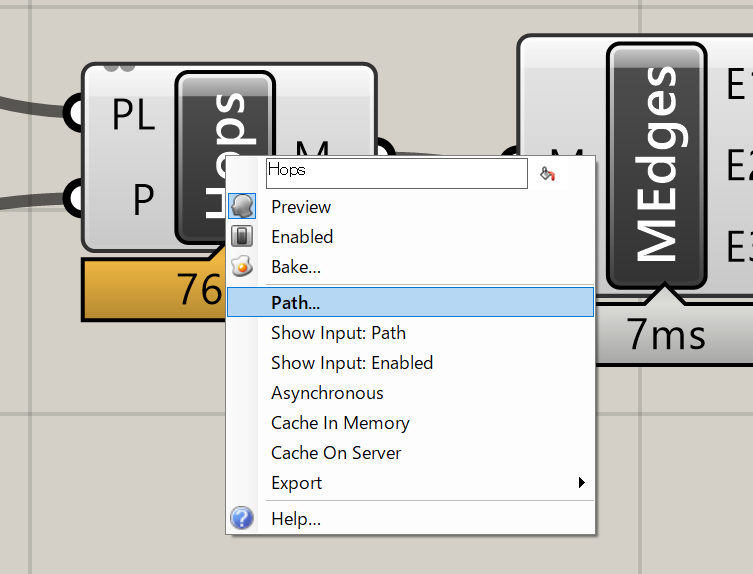 PL
P
Hops
M
76
Hops
Preview
Enabled
Bake...
Path...
Show Input: Path
Show Input: Enabled
Asynchronous
Cache In Memory
Cache On Server
Export
Help...
M
MEdges
E1
E2
E3
7ms